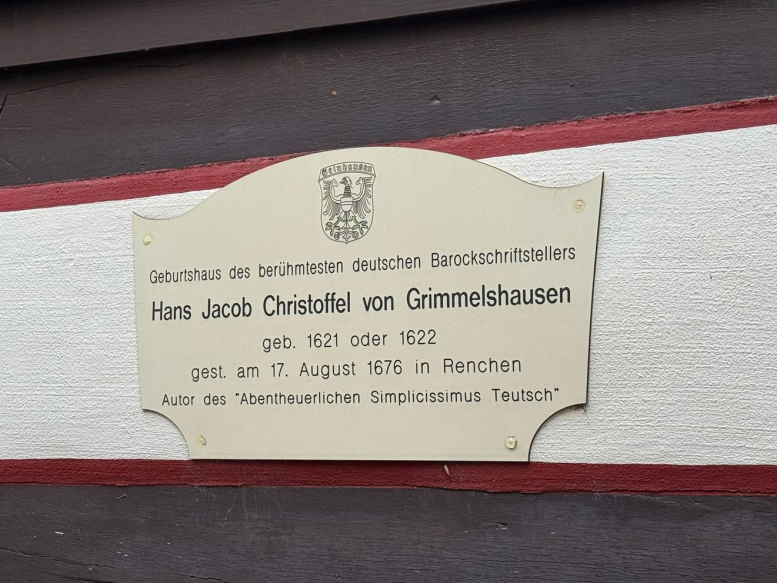 Gelnhausen
Geburtshaus des berühmtesten deutschen Barockschriftstellers
Hans Jacob Christoffel von Grimmelshausen
geb. 1621 oder 1622
gest. am 17. August 1676 in Renchen
Autor des "Abentheuerlichen Simplicissimus Teutsch"